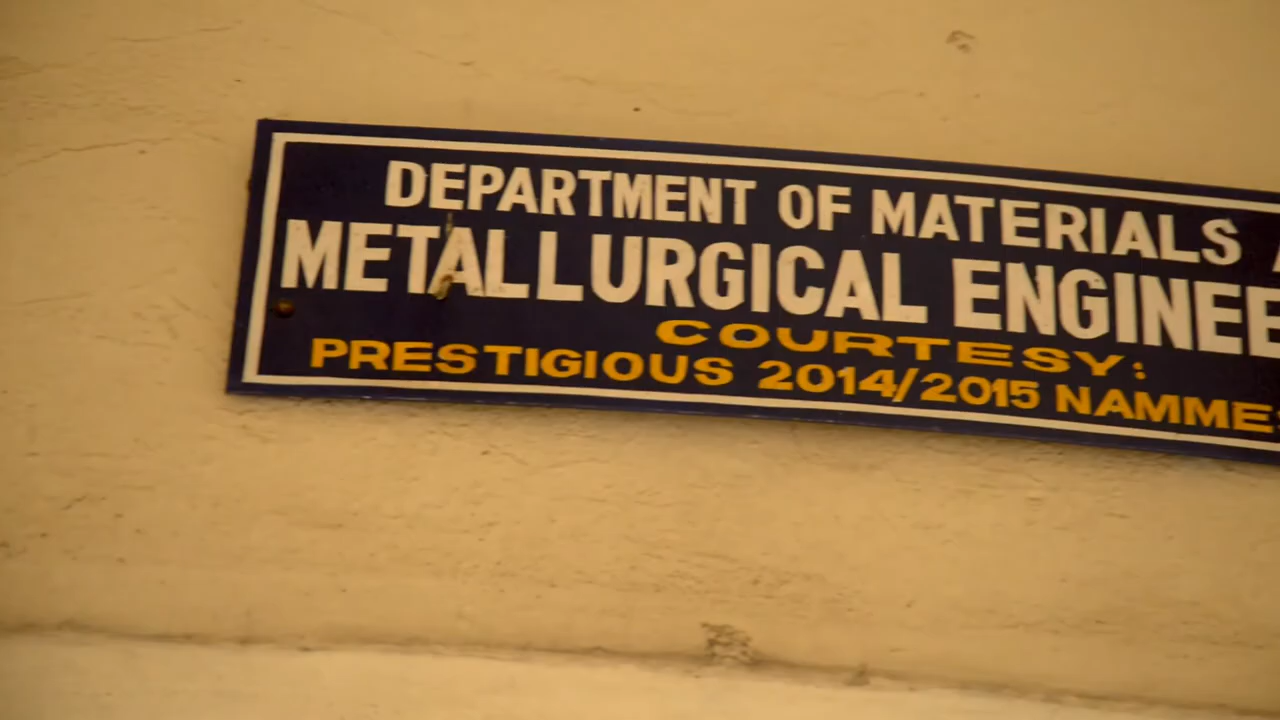 DEPARTMENT OF MATERIALS
METALLURGICAL ENGINEE
COURTESY:
PRESTIGIOUS 2014/2015 NAMME